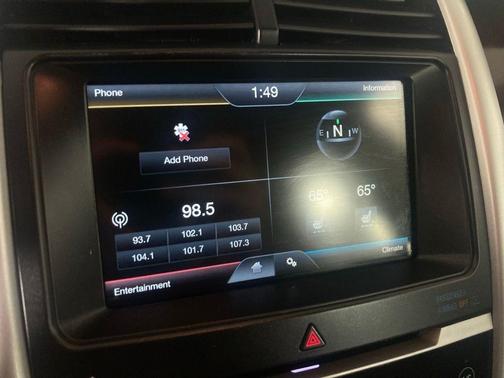 Phone 1:49 Information
E N W
Add Phone
98.5 65° 65°
93.7 102.1 103.7
104.1 101.7 107.3
Entertainment Climate
OFF